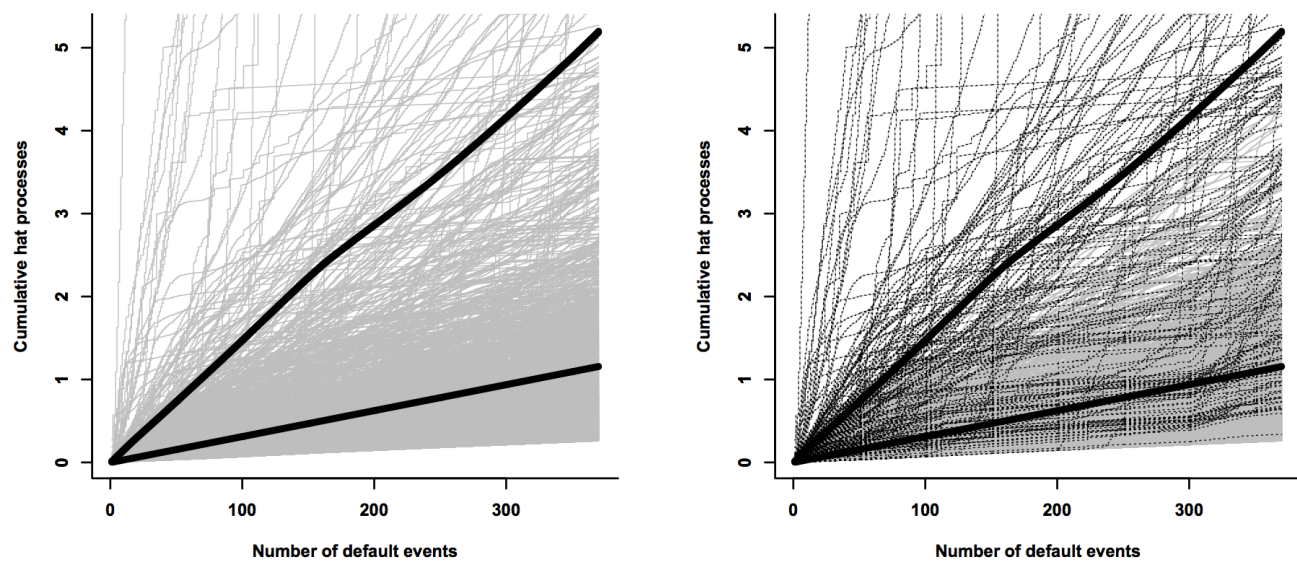 Cumulative hat processes
5
4
3
2
1
0
0 100 200 300
Number of default events
Cumulative hat processes
5
4
3
2
1
0
0 100 200 300
Number of default events